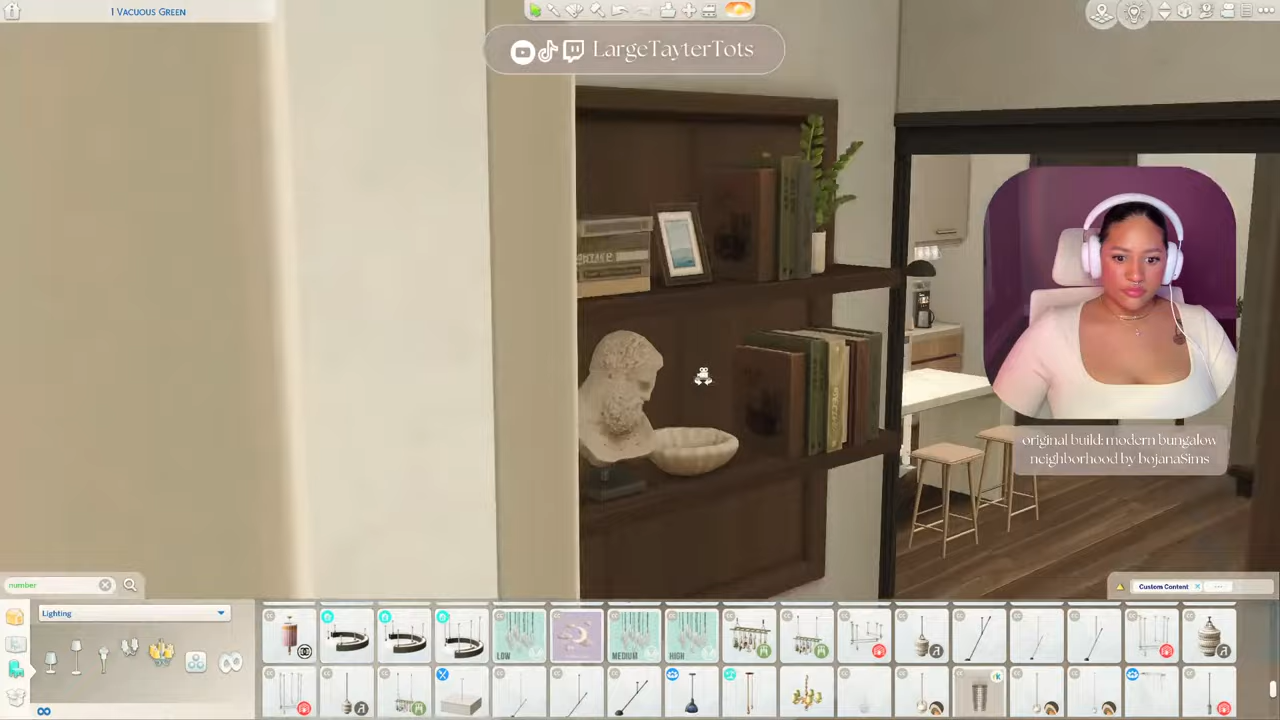 1 VACUOUS GREEN
LargeTayterTots
original build: modern bungalow
neighborhood by bojanaSims
number
Custom Content
Lighting
LOW
MEDIUM
HIGH